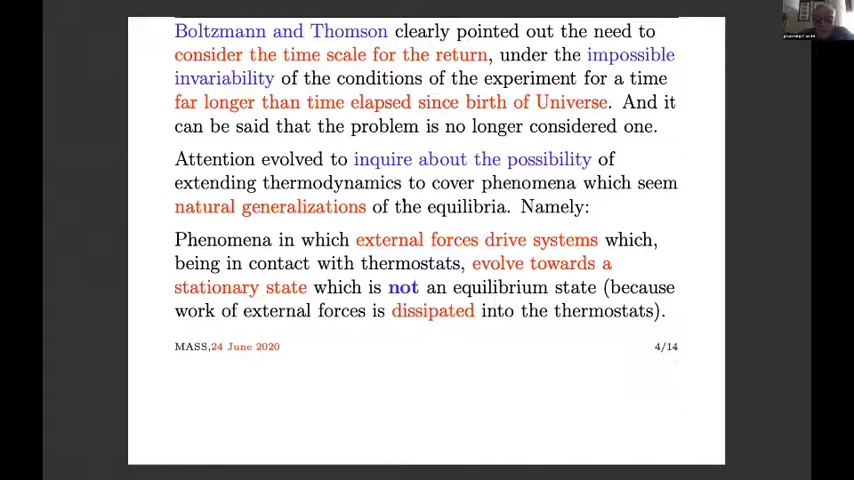 Boltzmann and Thomson clearly pointed out the need to
consider the time scale for the return, under the impossible
invariability of the conditions of the experiment for a time
far longer than time elapsed since birth of Universe. And it
can be said that the problem is no longer considered one.
Attention evolved to inquire about the possibility of
extending thermodynamics to cover phenomena which seem
natural generalizations of the equilibria. Namely:
Phenomena in which external forces drive systems which,
being in contact with thermostats, evolve towards a
stationary state which is not an equilibrium state (because
work of external forces is dissipated into the thermostats).
MASS,24 June 2020 4/14